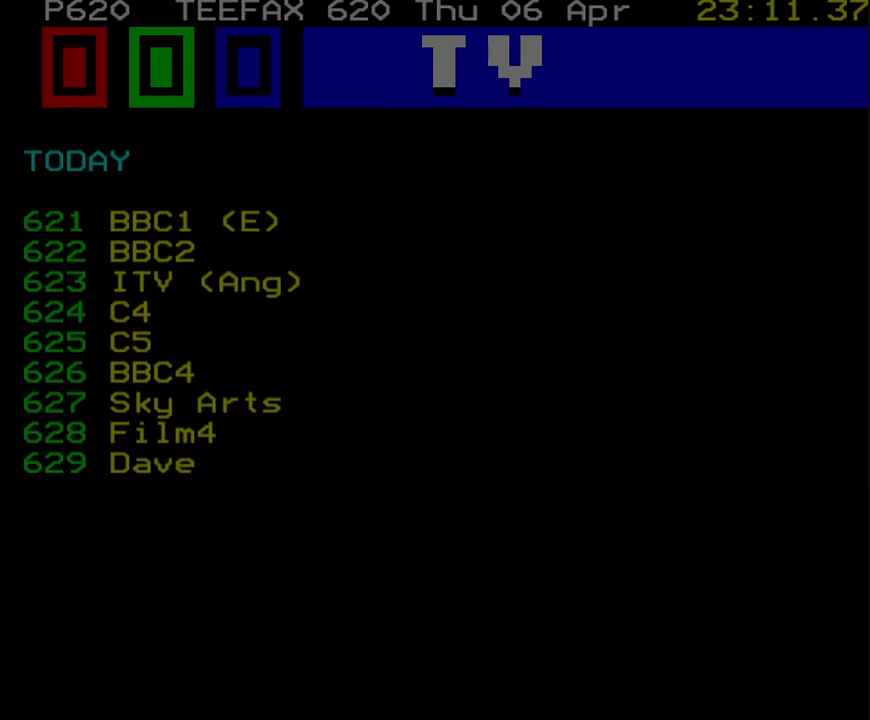 P620 TEEFAX 620 Thu 06 Apr 23:11.37
TV
TODAY
621 BBC1 (E)
622 BBC2
623 ITV (Ang)
624 C4
625 C5
626 BBC4
627 Sky Arts
628 Film4
629 Dave